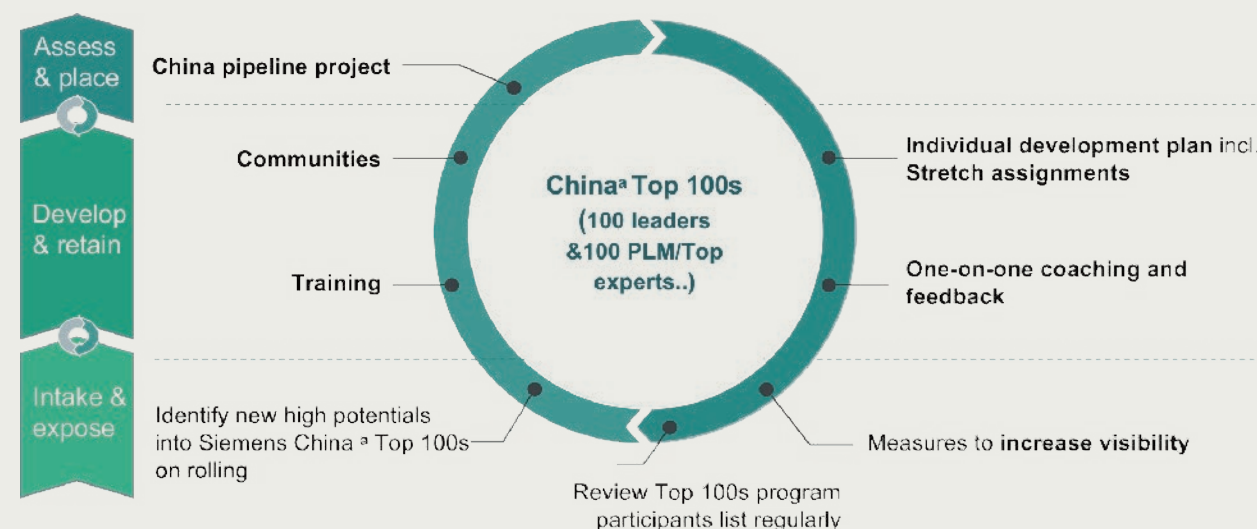 Assess
& place
China pipeline project
Communities
Individual development plan incl.
Stretch assignments
Chinaª Top 100s
(100 leaders
&100 PLM/Top
experts..)
Develop
& retain
Training
One-on-one coaching and
feedback
Intake &
expose
Identify new high potentials
into Siemens China ª Top 100s
on rolling
Measures to increase visibility
Review Top 100s program
participants list regularly